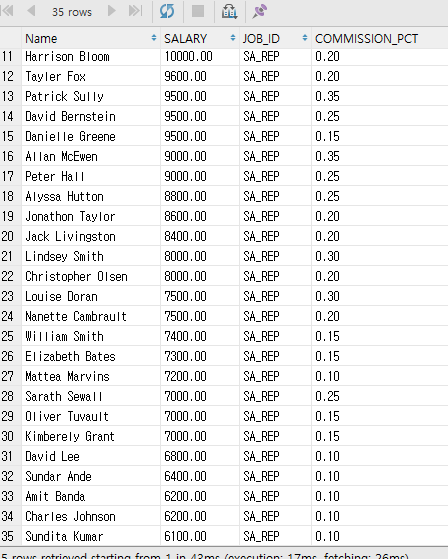 35 rows
Name SALARY JOB_ID COMMISSION_PCT
11 Harrison Bloom 10000.00 SA_REP 0.20
12 Tayler Fox 9600.00 SA_REP 0.20
13 Patrick Sully 9500.00 SA_REP 0.35
14 David Bernstein 9500.00 SA_REP 0.25
15 Danielle Greene 9500.00 SA_REP 0.15
16 Allan McEwen 9000.00 SA_REP 0.35
17 Peter Hall 9000.00 SA_REP 0.25
18 Alyssa Hutton 8800.00 SA_REP 0.25
19 Jonathon Taylor 8600.00 SA_REP 0.20
20 Jack Livingston 8400.00 SA_REP 0.20
21 Lindsey Smith 8000.00 SA_REP 0.30
22 Christopher Olsen 8000.00 SA_REP 0.20
23 Louise Doran 7500.00 SA_REP 0.30
24 Nanette Cambrault 7500.00 SA_REP 0.20
25 William Smith 7400.00 SA_REP 0.15
26 Elizabeth Bates 7300.00 SA_REP 0.15
27 Mattea Marvins 7200.00 SA_REP 0.10
28 Sarath Sewall 7000.00 SA_REP 0.25
29 Oliver Tuvault 7000.00 SA_REP 0.15
30 Kimberely Grant 7000.00 SA_REP 0.15
31 David Lee 6800.00 SA_REP 0.10
32 Sundar Ande 6400.00 SA_REP 0.10
33 Amit Banda 6200.00 SA_REP 0.10
34 Charles Johnson 6200.00 SA_REP 0.10
35 Sundita Kumar 6100.00 SA_REP 0.10
5 rows retrieved starting from 1 in 43ms (execution: 17ms, fetching: 26ms)